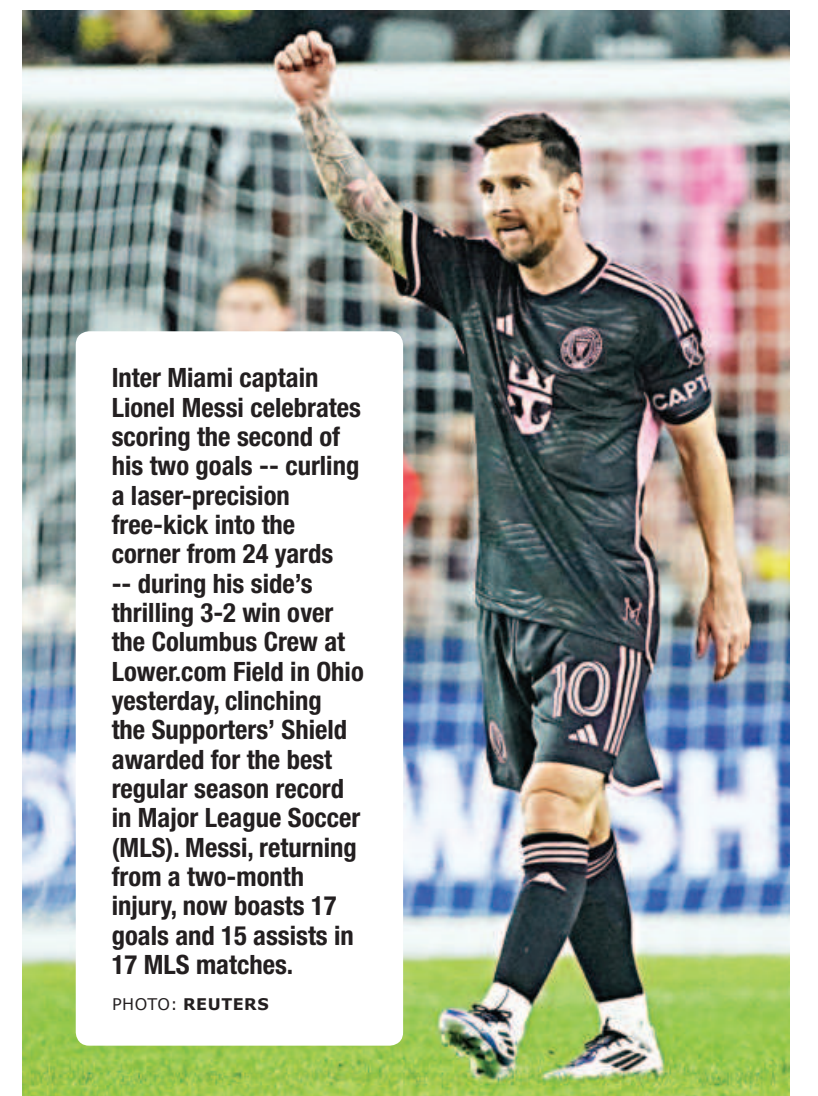 Inter Miami captain
Lionel Messi celebrates
scoring the second of
his two goals -- curling
a laser-precision
free-kick into the
corner from 24 yards
-- during his side’s
thrilling 3-2 win over
the Columbus Crew at
Lower.com Field in Ohio
yesterday, clinching
the Supporters’ Shield
awarded for the best
regular season record
in Major League Soccer
(MLS). Messi, returning
from a two-month
injury, now boasts 17
goals and 15 assists in
17 MLS matches.
PHOTO: REUTERS
CAPT
10
WASH